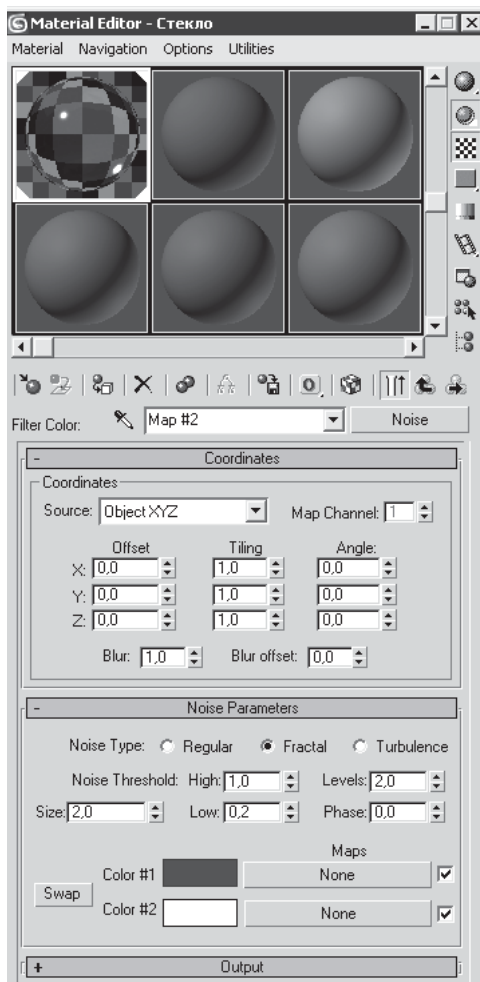 Material Editor - Стекло
Material Navigation Options Utilities
Filter Color: Map #2 Noise
- Coordinates
Coordinates
Source: Object XYZ Map Channel: 1
Offset Tiling Angle:
X: 0,0 1,0 0,0
Y: 0,0 1,0 0,0
Z: 0,0 1,0 0,0
Blur: 1,0 Blur offset: 0,0
- Noise Parameters
Noise Type: Regular Fractal Turbulence
Noise Threshold: High: 1,0 Levels: 2,0
Size: 2,0 Low: 0,2 Phase: 0,0
Maps
Color #1 None
Swap
Color #2 None
+ Output